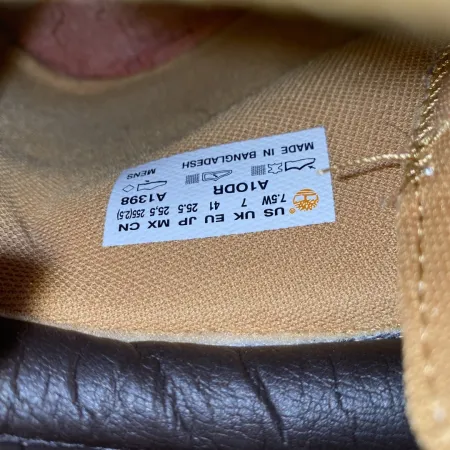 US UK EU JP MX CN
7.5W 7 41 25.5 25,5 255(2.5)
A1ODR A1398
MENS
MADE IN BANGLADESH